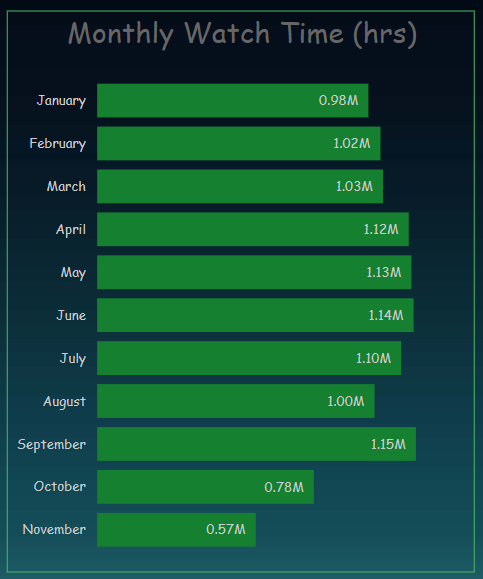 Monthly Watch Time (hrs)
January 0.98M
February 1.02M
March 1.03M
April 1.12M
May 1.13M
June 1.14M
July 1.10M
August 1.00M
September 1.15M
October 0.78M
November 0.57M